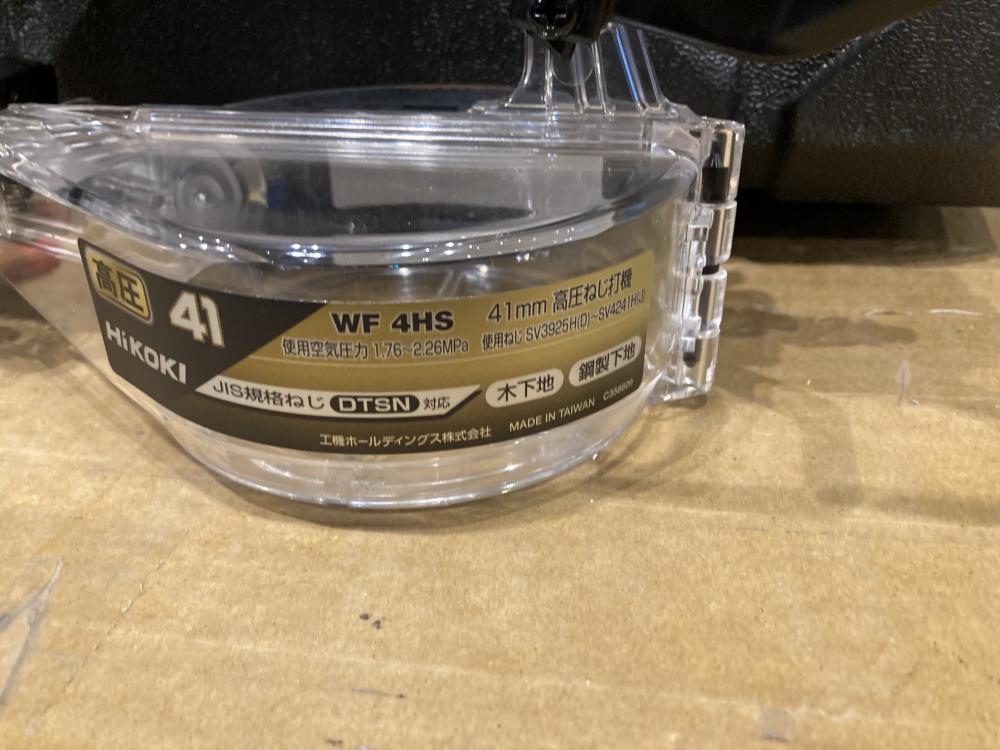 高圧
41
HiKOKI
WF 4HS
41mm 高圧ねじ打機
使用空気圧力 1.76~2.26MPa
使用ねじ SV3925H(D)~SV4241H(J)
JIS規格ねじ DTSN 対応
木下地
鋼製下地
工機ホールディングス株式会社
MADE IN TAIWAN
C358609